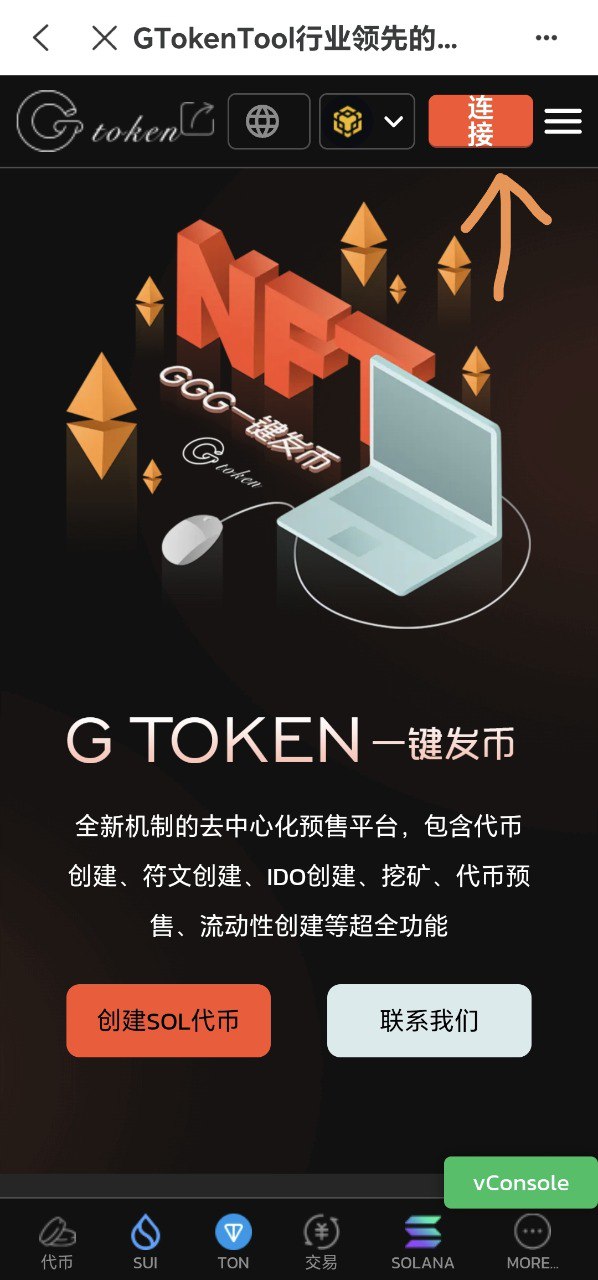 GTokenTool行业领先的...
G token
连
接
NFT
GGG一键发币
G token
G TOKEN 一键发币
全新机制的去中心化预售平台，包含代币
创建、符文创建、IDO创建、挖矿、代币预
售、流动性创建等超全功能
创建SOL代币
联系我们
vConsole
代币
SUI
TON
交易
SOLANA
MORE...